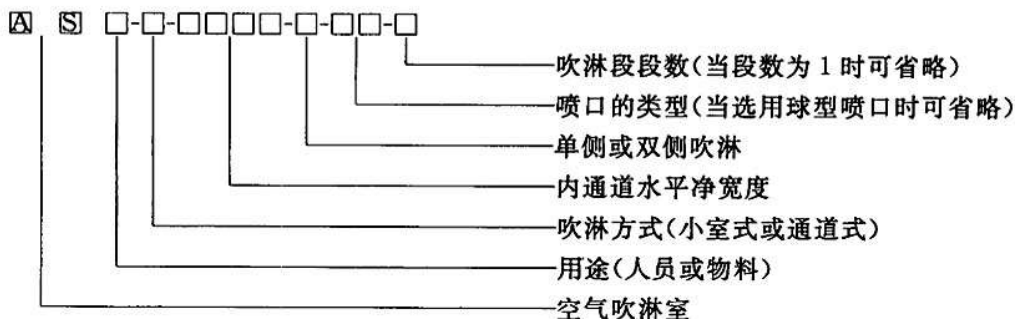 A S □-□-□□□□-□-□□-□
吹淋段段数(当段数为1时可省略)
喷口的类型(当选用球型喷口时可省略)
单侧或双侧吹淋
内通道水平净宽度
吹淋方式(小室式或通道式)
用途(人员或物料)
空气吹淋室